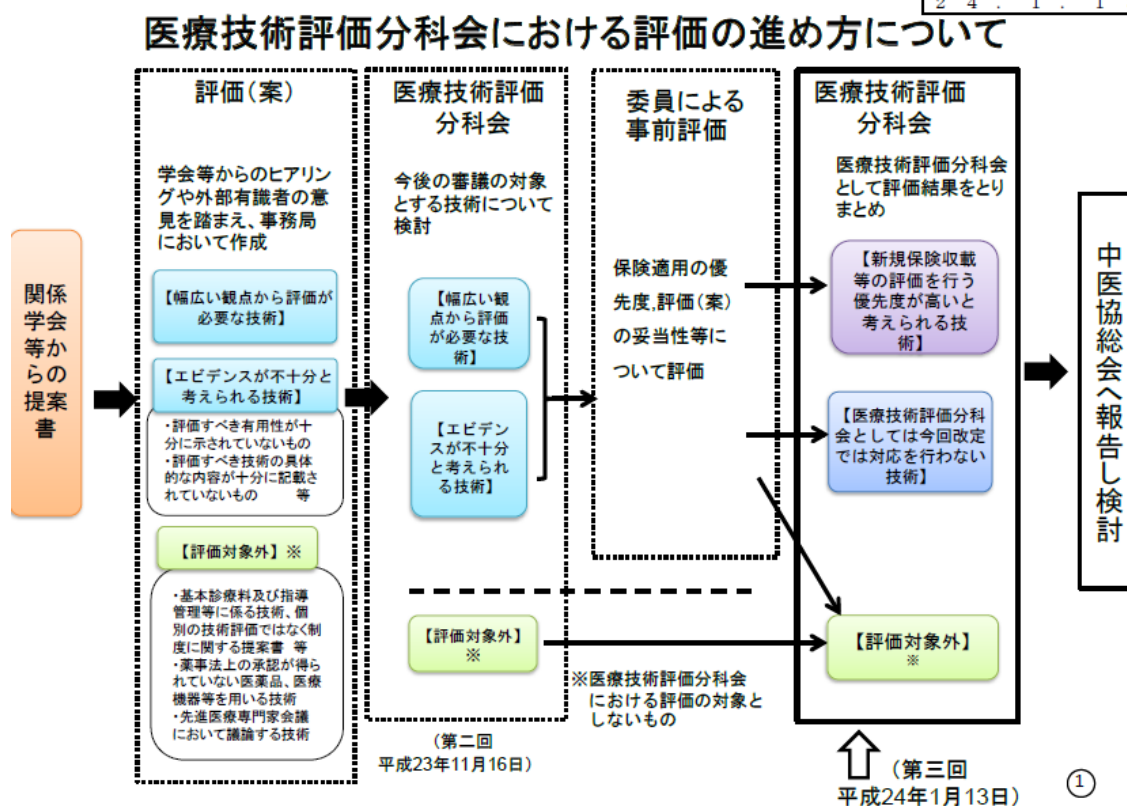 ２４．１．１
医療技術評価分科会における評価の進め方について
関係
学会
等か
らの
提案
書
評価(案)
学会等からのヒアリン
グや外部有識者の意
見を踏まえ、事務局
において作成
【幅広い観点から評価が
必要な技術】
【エビデンスが不十分と
考えられる技術】
・評価すべき有用性が十
分に示されていないもの
・評価すべき技術の具体
的な内容が十分に記載さ
れていないもの　　等
【評価対象外】※
・基本診療料及び指導
管理等に係る技術、個
別の技術評価ではなく制
度に関する提案書 等
・薬事法上の承認が得ら
れていない医薬品、医療
機器等を用いる技術
・先進医療専門家会議
において議論する技術
医療技術評価
分科会
今後の審議の対象
とする技術について
検討
【幅広い観
点から評価
が必要な技
術】
【エビデン
スが不十分
と考えられ
る技術】
【評価対象外】
※
(第二回
平成23年11月16日)
委員による
事前評価
保険適用の優
先度,評価(案)
の妥当性等に
ついて評価
※医療技術評価分科会
における評価の対象と
しないもの
医療技術評価
分科会
医療技術評価分科会
として評価結果をとり
まとめ
【新規保険収載
等の評価を行う
優先度が高いと
考えられる技
術】
【医療技術評価分科
会としては今回改定
では対応を行わない
技術】
【評価対象外】
※
(第三回
平成24年1月13日)
中医協総会へ報告し検討
①